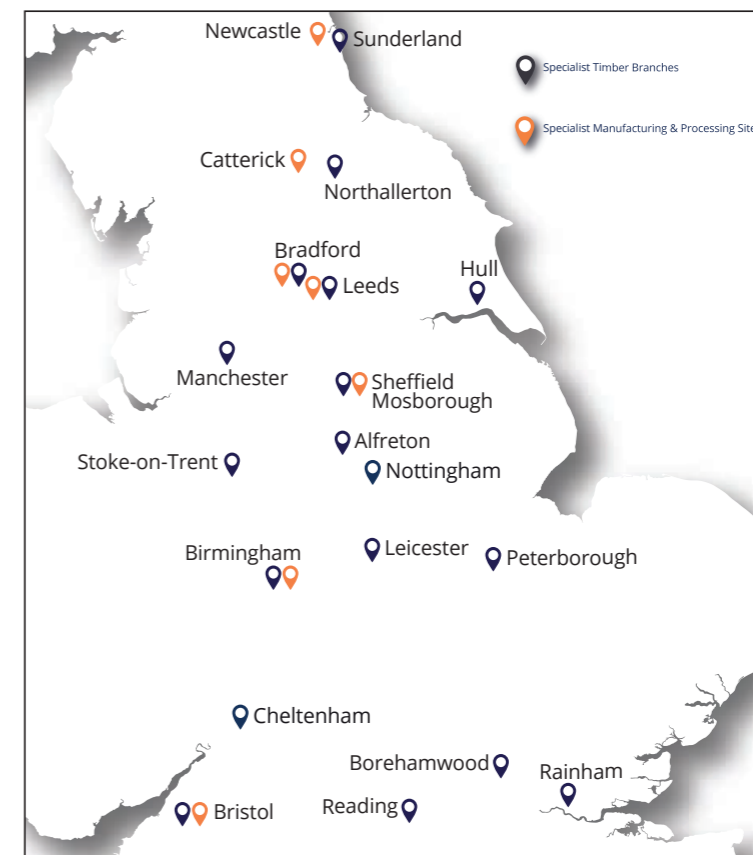 Newcastle
Sunderland
Specialist Timber Branches
Specialist Manufacturing & Processing Site
Catterick
Northallerton
Bradford
Leeds
Hull
Manchester
Sheffield
Mosborough
Alfreton
Stoke-on-Trent
Nottingham
Birmingham
Leicester
Peterborough
Cheltenham
Borehamwood
Rainham
Bristol
Reading